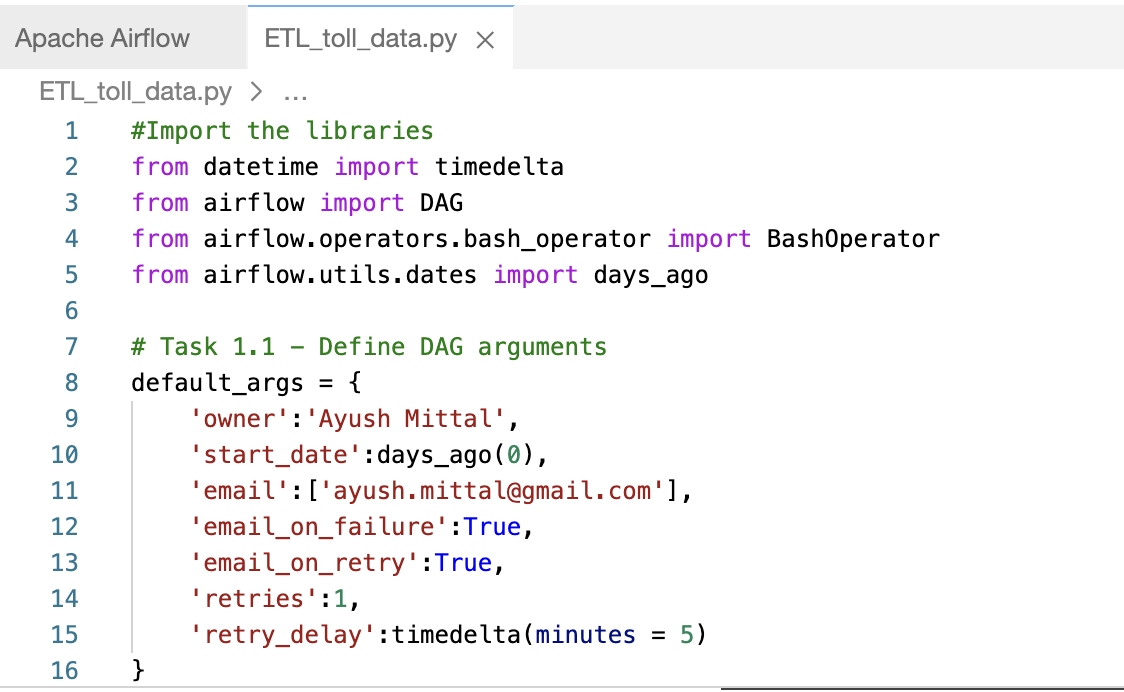 Apache Airflow ETL_toll_data.py ×
ETL_toll_data.py > ...
1 #Import the libraries
2 from datetime import timedelta
3 from airflow import DAG
4 from airflow.operators.bash_operator import BashOperator
5 from airflow.utils.dates import days_ago
6
7 # Task 1.1 – Define DAG arguments
8 default_args = {
9     'owner':'Ayush Mittal',
10     'start_date':days_ago(0),
11     'email':['ayush.mittal@gmail.com'],
12     'email_on_failure':True,
13     'email_on_retry':True,
14     'retries':1,
15     'retry_delay':timedelta(minutes = 5)
16 }